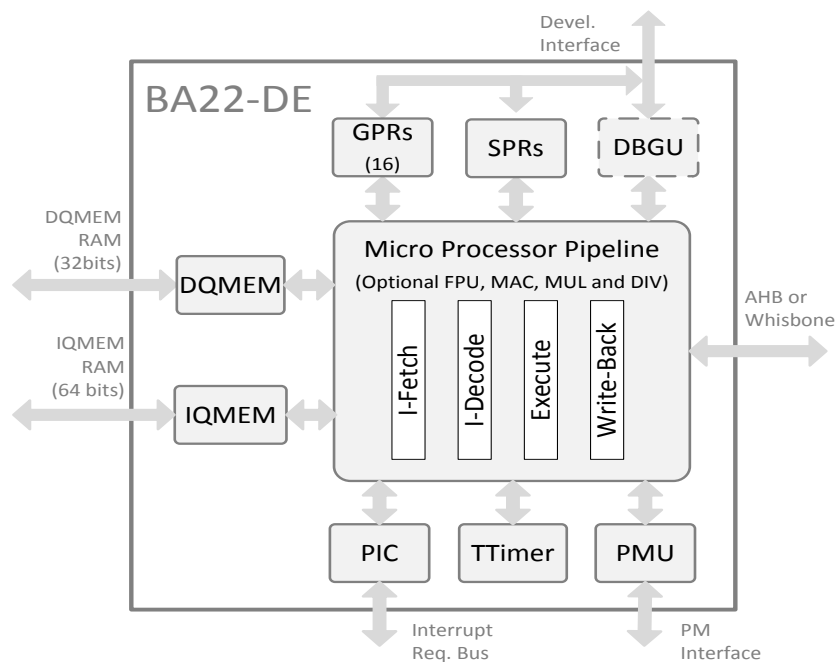 Devel.
Interface
BA22-DE
GPRs
(16)
SPRs
DBGU
DQMEM
RAM
(32bits)
DQMEM
Micro Processor Pipeline
(Optional FPU, MAC, MUL and DIV)
I-Fetch
I-Decode
Execute
Write-Back
AHB or
Whisbone
IQMEM
RAM
(64 bits)
IQMEM
PIC
TTimer
PMU
Interrupt
Req. Bus
PM
Interface